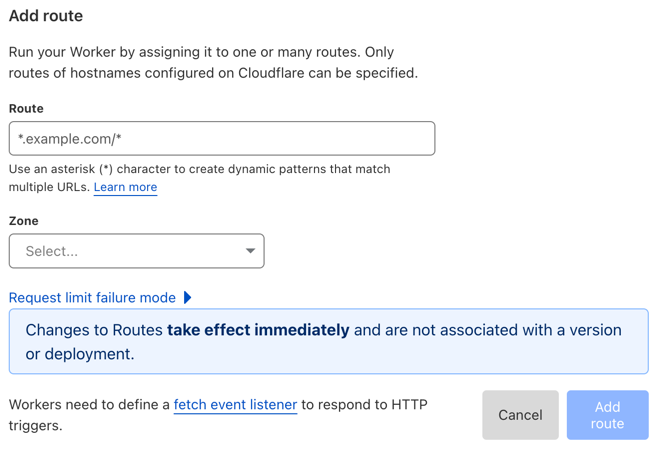 Add route
Run your Worker by assigning it to one or many routes. Only
routes of hostnames configured on Cloudflare can be specified.
Route
*.example.com/*
Use an asterisk (*) character to create dynamic patterns that match
multiple URLs. Learn more
Zone
Select...
Request limit failure mode
Changes to Routes take effect immediately and are not associated with a version
or deployment.
Workers need to define a fetch event listener to respond to HTTP
triggers.
Cancel
Add
route